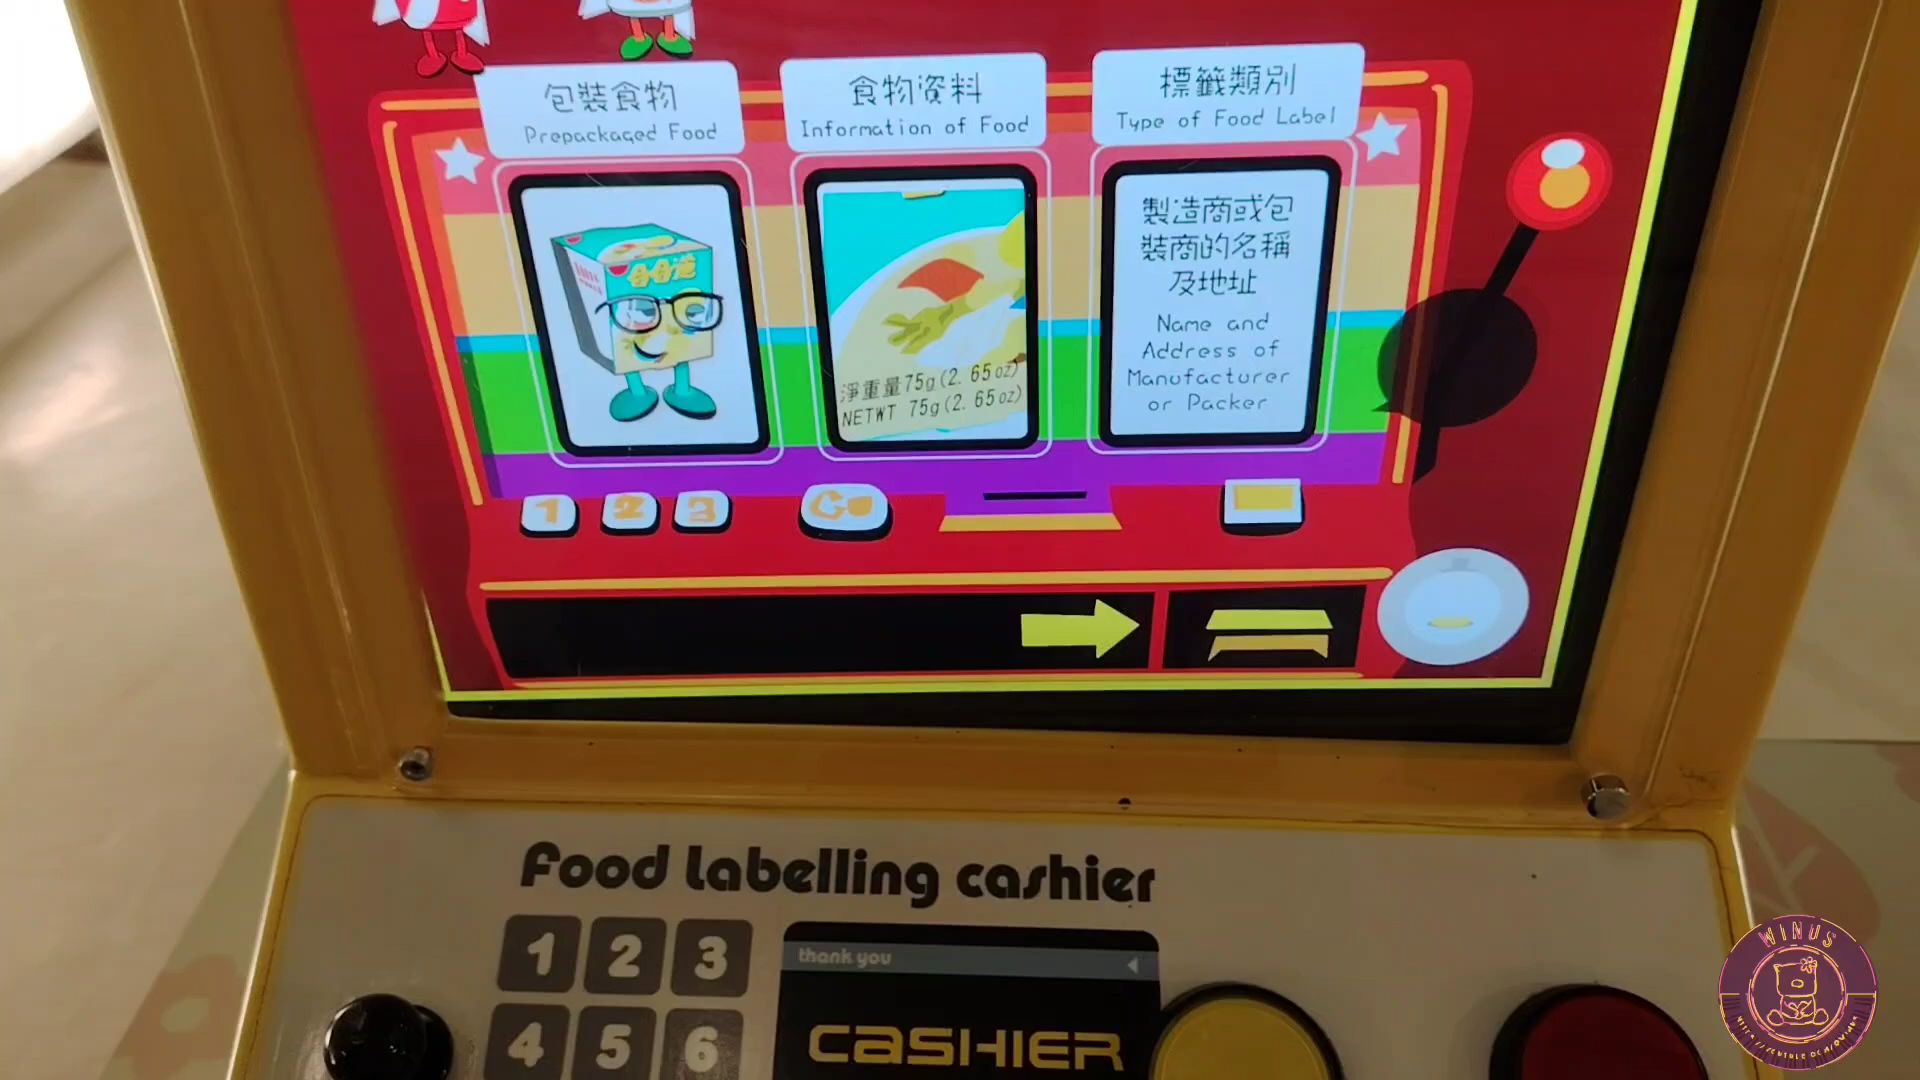 包裝食物
Prepackaged Food
食物資料
Information of Food
標籤類別
Type of Food Label
製造商或包
裝商的名稱
及地址
Name and
Address of
Manufacturer
or Packer
淨重量75g(2.65oz)
NETWT 75g(2.65oz)
1 2 3
Food Labelling cashier
1 2 3
4 5 6
thank you
CASHIER
WINUS